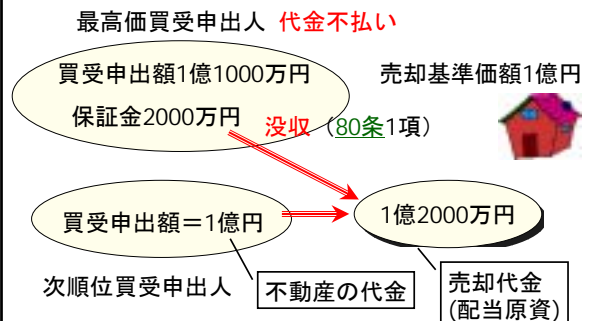 最高価買受申出人 代金不払い
買受申出額1億1000万円
保証金2000万円
売却基準価額1億円
没収（80条1項）
買受申出額＝1億円
1億2000万円
次順位買受申出人
不動産の代金
売却代金
(配当原資)